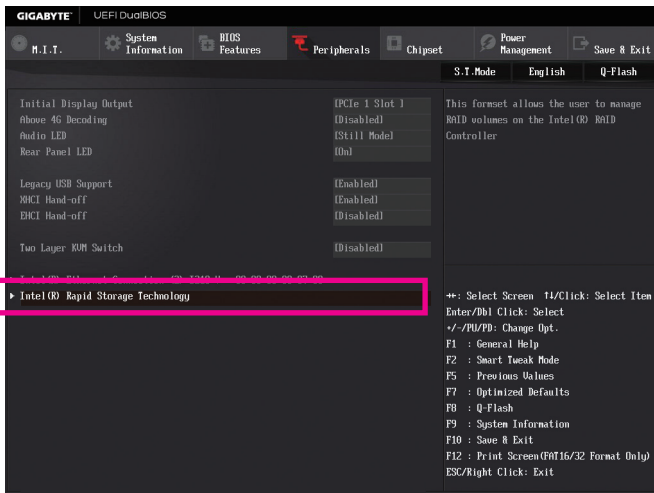 GIGABYTE™ UEFI DualBIOS
M.I.T. System Information BIOS Features Peripherals Chipset Power Management Save & Exit
S.T.Mode English Q-Flash
Initial Display Output [PCIe 1 Slot ]
Above 4G Decoding [Disabled]
Audio LED [Still Mode]
Rear Panel LED [On]
Legacy USB Support [Enabled]
XHCI Hand-off [Enabled]
EHCI Hand-off [Disabled]
Two Layer KVM Switch [Disabled]
Intel(R) Rapid Storage Technology
This formset allows the user to manage
RAID volumes on the Intel(R) RAID
Controller
→←: Select Screen ↑↓/Click: Select Item
Enter/Dbl Click: Select
+/-/PU/PD: Change Opt.
F1 : General Help
F2 : Smart Tweak Mode
F5 : Previous Values
F7 : Optimized Defaults
F8 : Q-Flash
F9 : System Information
F10 : Save & Exit
F12 : Print Screen(FAT16/32 Format Only)
ESC/Right Click: Exit